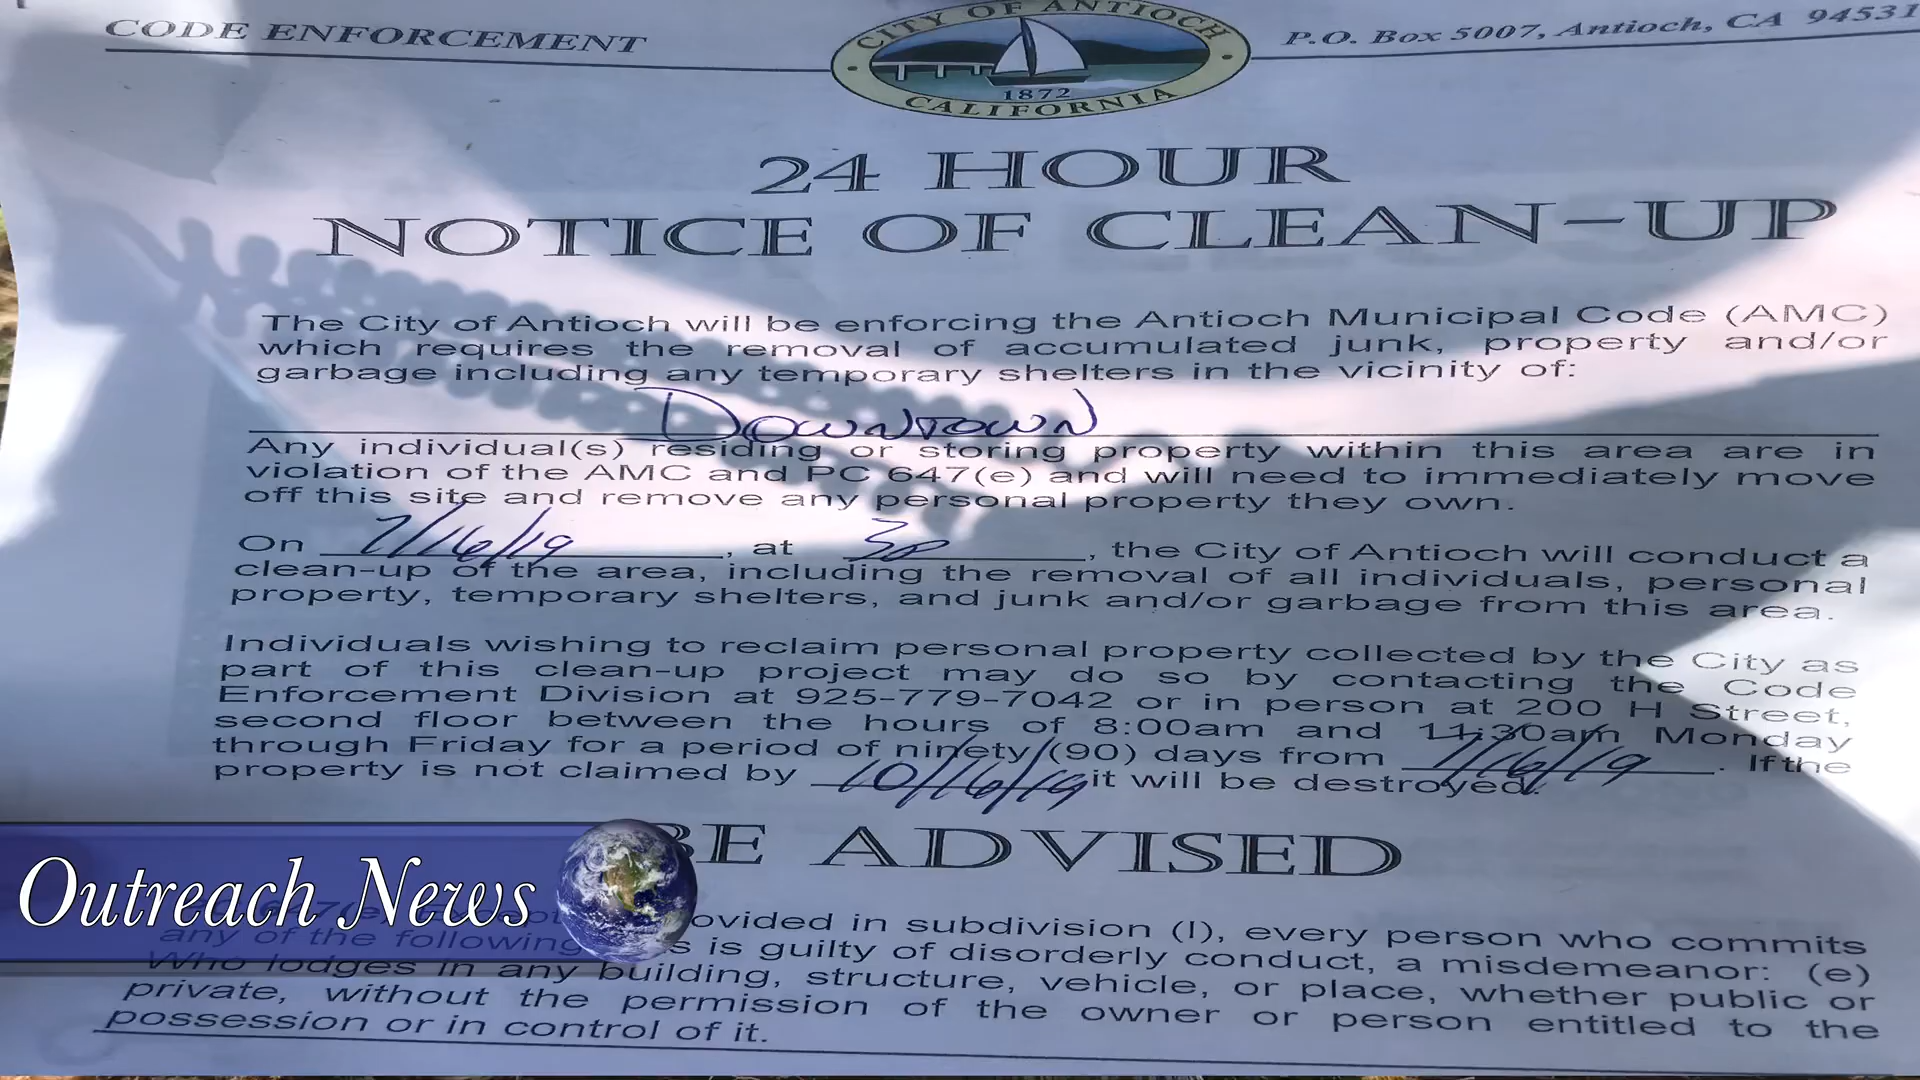 CODE ENFORCEMENT
CITY OF ANTIOCH
1872
CALIFORNIA
P.O. Box 5007, Antioch, CA 94531
24 HOUR
NOTICE OF CLEAN-UP
The City of Antioch will be enforcing the Antioch Municipal Code (AMC)
which requires the removal of accumulated junk, property and/or
garbage including any temporary shelters in the vicinity of:
DOWNTOWN
Any individual(s) residing or storing property within this area are in
violation of the AMC and PC 647(e) and will need to immediately move
off this site and remove any personal property they own.
On 7/16/19, at 3P, the City of Antioch will conduct a
clean-up of the area, including the removal of all individuals, personal
property, temporary shelters, and junk and/or garbage from this area.
Individuals wishing to reclaim personal property collected by the City as
part of this clean-up project may do so by contacting the Code
Enforcement Division at 925-779-7042 or in person at 200 H Street,
second floor between the hours of 8:00am and 11:30am Monday
through Friday for a period of ninety (90) days from 7/16/19. If the
property is not claimed by 10/16/19 it will be destroyed.
BE ADVISED
Outreach News
647(e) ovided in subdivision (l), every person who commits
any of the following is guilty of disorderly conduct, a misdemeanor: (e)
Who lodges in any building, structure, vehicle, or place, whether public or
private, without the permission of the owner or person entitled to the
possession or in control of it.